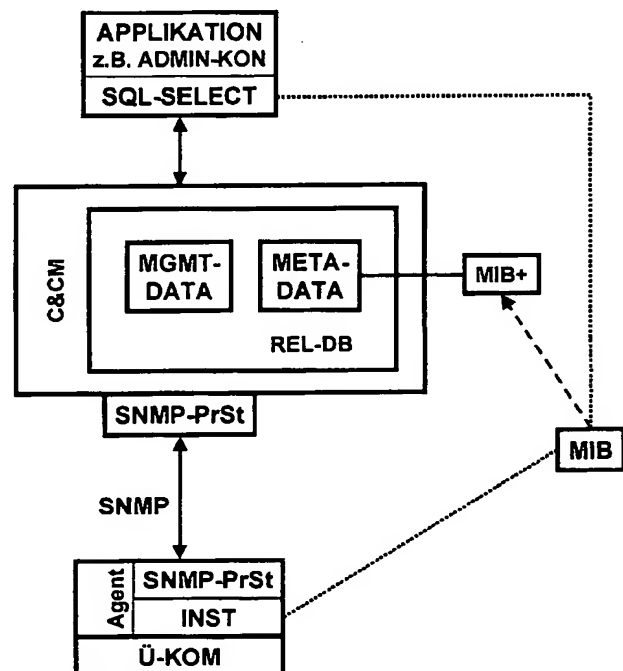 APPLIKATION
z.B. ADMIN-KON
SQL-SELECT
C&CM
MGMT-
DATA
META-
DATA
REL-DB
MIB+
SNMP-PrSt
MIB
SNMP
Agent
SNMP-PrSt
INST
Ü-KOM